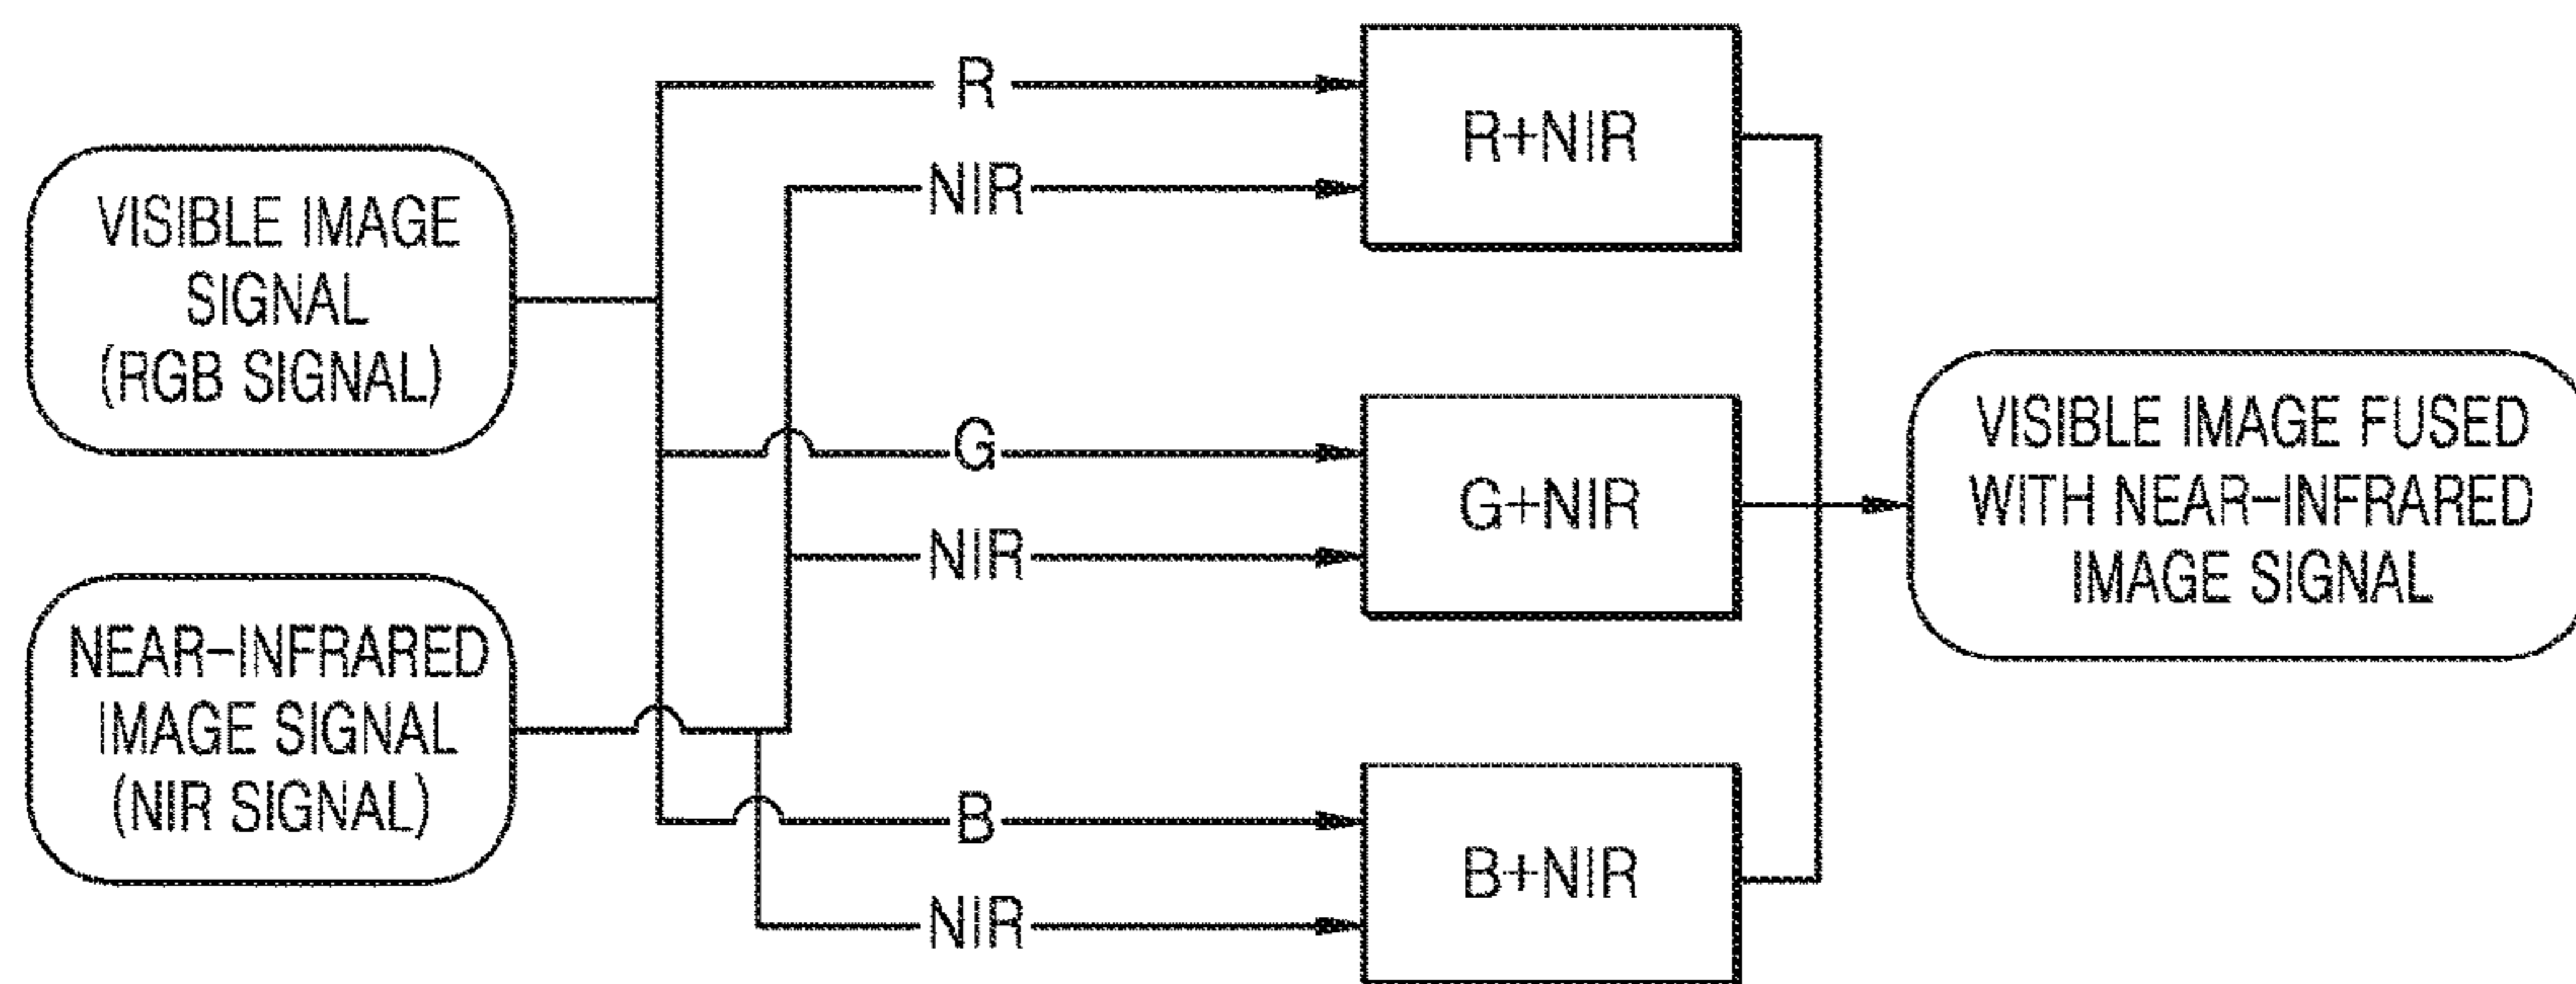 VISIBLE IMAGE
SIGNAL
(RGB SIGNAL)
NEAR-INFRARED
IMAGE SIGNAL
(NIR SIGNAL)
R
NIR
G
NIR
B
NIR
R+NIR
G+NIR
B+NIR
VISIBLE IMAGE FUSED
WITH NEAR-INFRARED
IMAGE SIGNAL